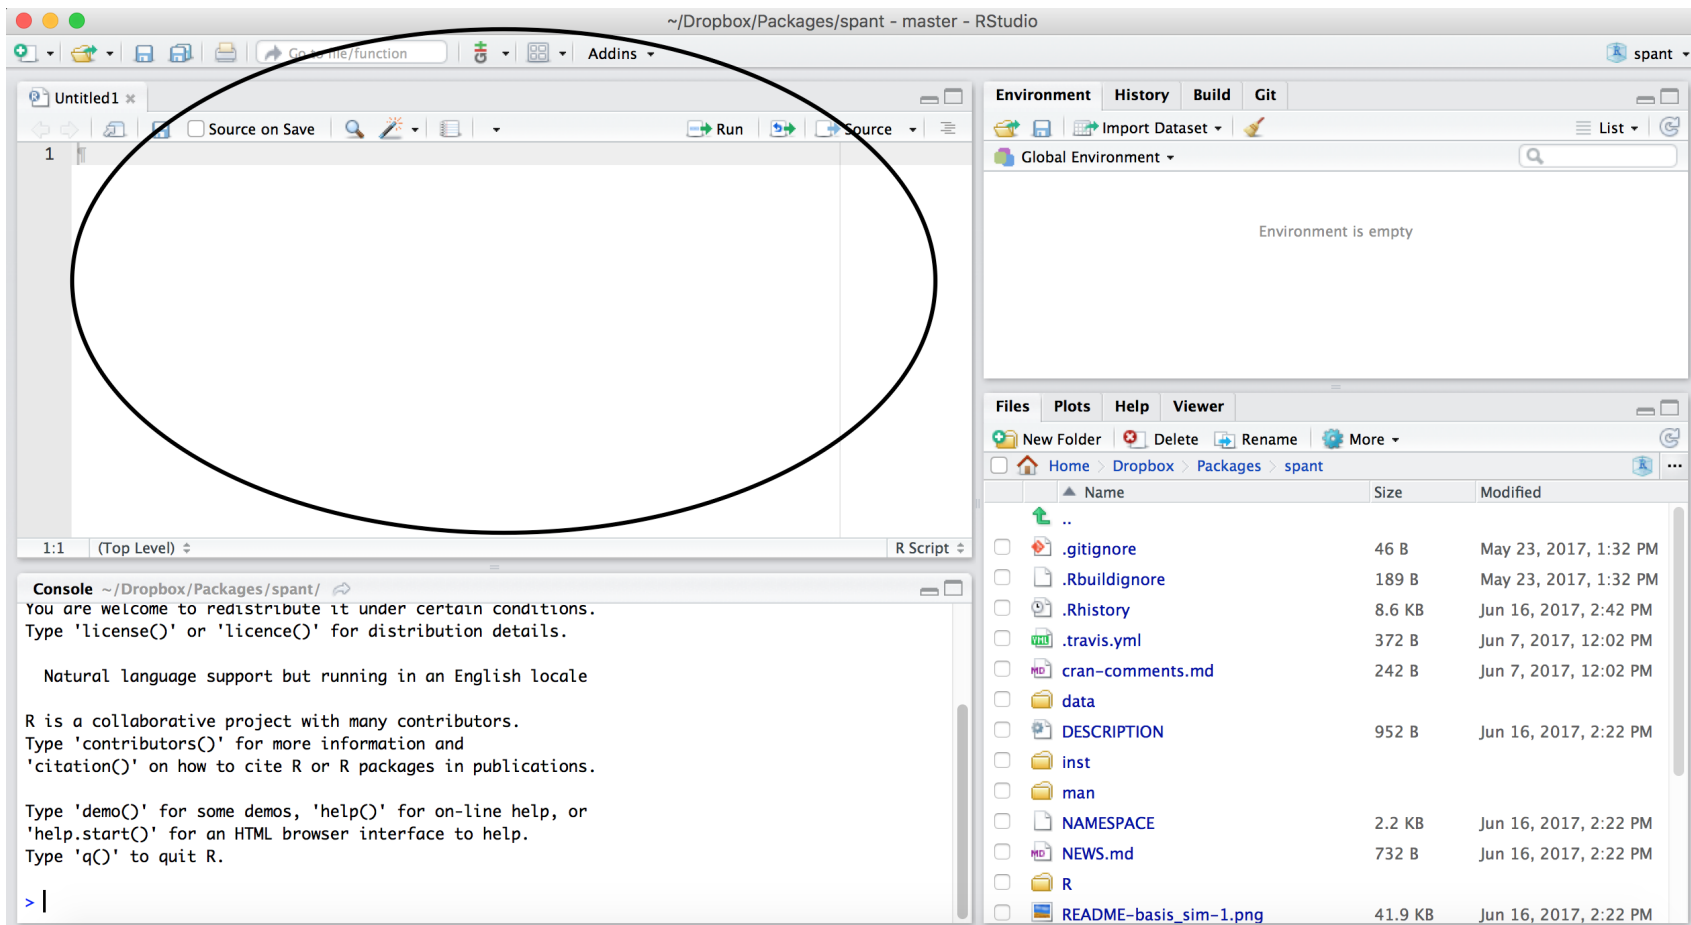 ~/Dropbox/Packages/spant - master - RStudio
Go to file/function
Addins
spant
Untitled1
Source on Save
Run
Source
1
1:1 (Top Level) R Script
Console ~/Dropbox/Packages/spant/
You are welcome to redistribute it under certain conditions.
Type 'license()' or 'licence()' for distribution details.
Natural language support but running in an English locale
R is a collaborative project with many contributors.
Type 'contributors()' for more information and
'citation()' on how to cite R or R packages in publications.
Type 'demo()' for some demos, 'help()' for on-line help, or
'help.start()' for an HTML browser interface to help.
Type 'q()' to quit R.
>
Environment History Build Git
Import Dataset List
Global Environment
Environment is empty
Files Plots Help Viewer
New Folder Delete Rename More
Home Dropbox Packages spant
Name Size Modified
..
.gitignore 46 B May 23, 2017, 1:32 PM
.Rbuildignore 189 B May 23, 2017, 1:32 PM
.Rhistory 8.6 KB Jun 16, 2017, 2:42 PM
.travis.yml 372 B Jun 7, 2017, 12:02 PM
cran-comments.md 242 B Jun 7, 2017, 12:02 PM
data
DESCRIPTION 952 B Jun 16, 2017, 2:22 PM
inst
man
NAMESPACE 2.2 KB Jun 16, 2017, 2:22 PM
NEWS.md 732 B Jun 16, 2017, 2:22 PM
R
README-basis_sim-1.png 41.9 KB Jun 16, 2017, 2:22 PM